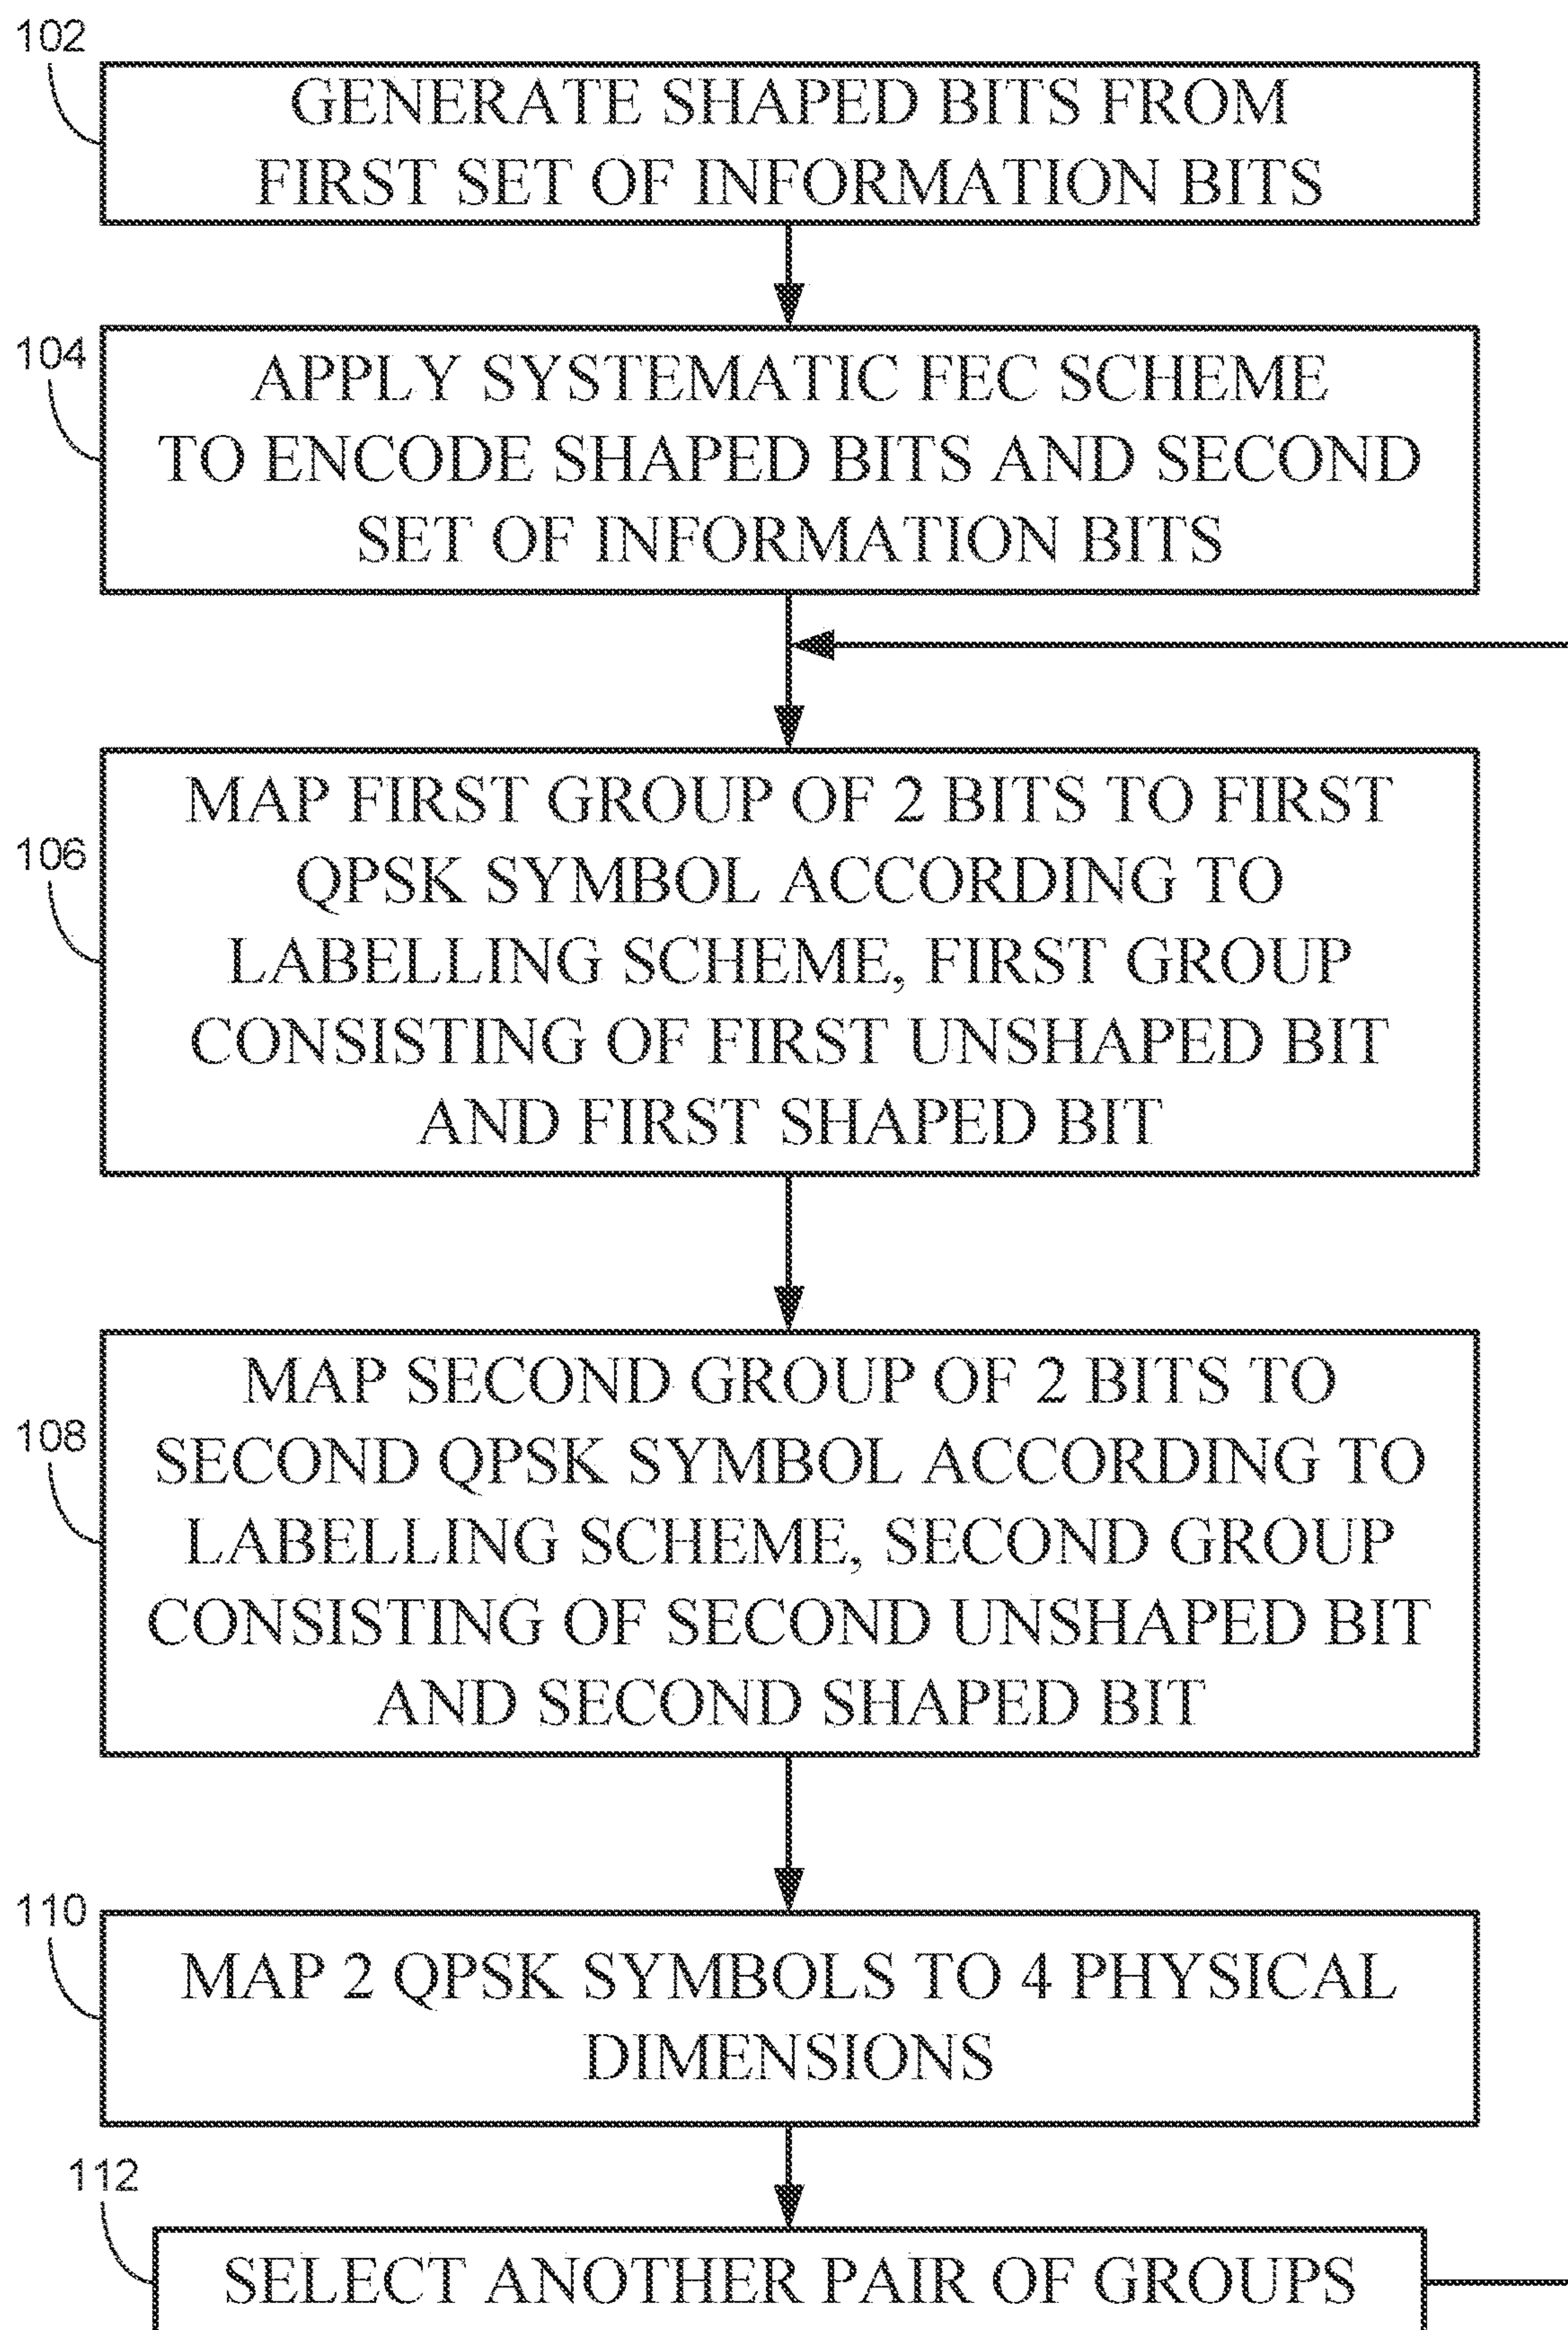 102
GENERATE SHAPED BITS FROM
FIRST SET OF INFORMATION BITS
104
APPLY SYSTEMATIC FEC SCHEME
TO ENCODE SHAPED BITS AND SECOND
SET OF INFORMATION BITS
106
MAP FIRST GROUP OF 2 BITS TO FIRST
QPSK SYMBOL ACCORDING TO
LABELLING SCHEME, FIRST GROUP
CONSISTING OF FIRST UNSHAPED BIT
AND FIRST SHAPED BIT
108
MAP SECOND GROUP OF 2 BITS TO
SECOND QPSK SYMBOL ACCORDING TO
LABELLING SCHEME, SECOND GROUP
CONSISTING OF SECOND UNSHAPED BIT
AND SECOND SHAPED BIT
110
MAP 2 QPSK SYMBOLS TO 4 PHYSICAL
DIMENSIONS
112
SELECT ANOTHER PAIR OF GROUPS